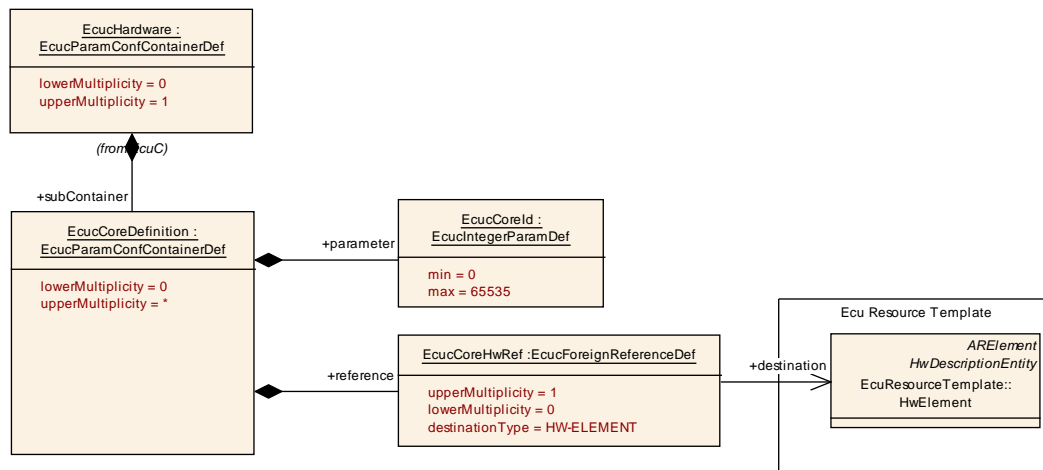 EcucHardware :
EcucParamConfContainerDef
lowerMultiplicity = 0
upperMultiplicity = 1
+subContainer
EcucCoreDefinition :
EcucParamConfContainerDef
lowerMultiplicity = 0
upperMultiplicity = *
+parameter
EcucCoreId :
EcucIntegerParamDef
min = 0
max = 65535
+reference
EcucCoreHwRef :EcucForeignReferenceDef
upperMultiplicity = 1
lowerMultiplicity = 0
destinationType = HW-ELEMENT
+destination
Ecu Resource Template
ARElement
HwDescriptionEntity
EcuResourceTemplate::
HwElement